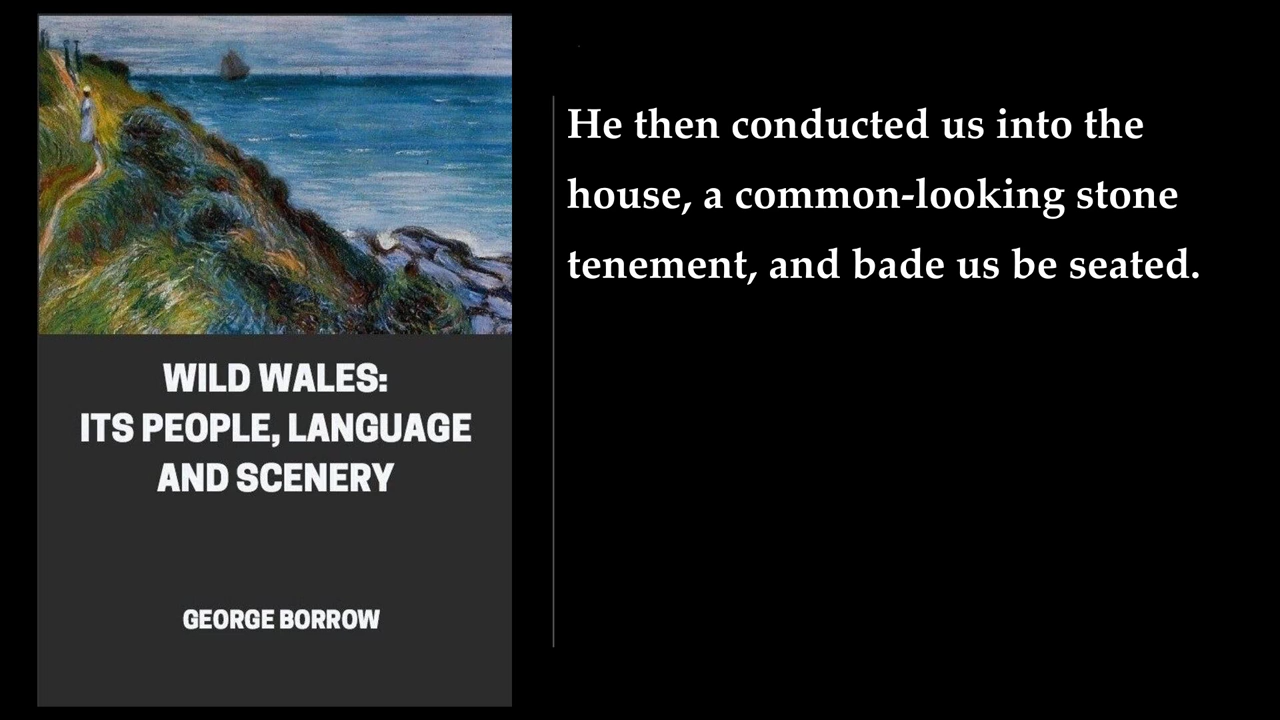 WILD WALES:
ITS PEOPLE, LANGUAGE
AND SCENERY
GEORGE BORROW
He then conducted us into the
house, a common-looking stone
tenement, and bade us be seated.